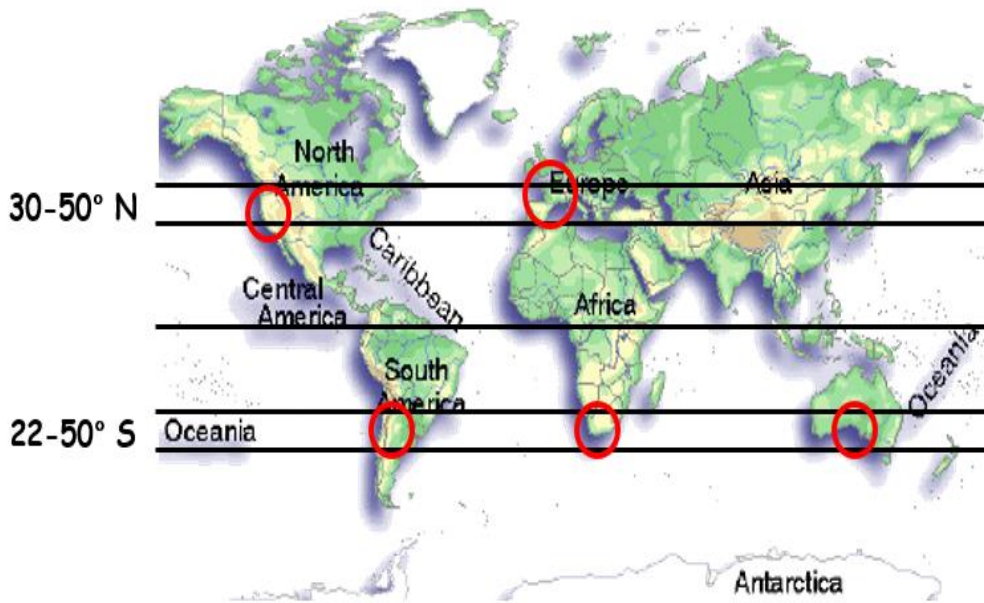 North
America
Europe
Asia
30-50° N
Caribbean
Central
America
Africa
South
America
Oceania
22-50° S
Oceania
Antarctica